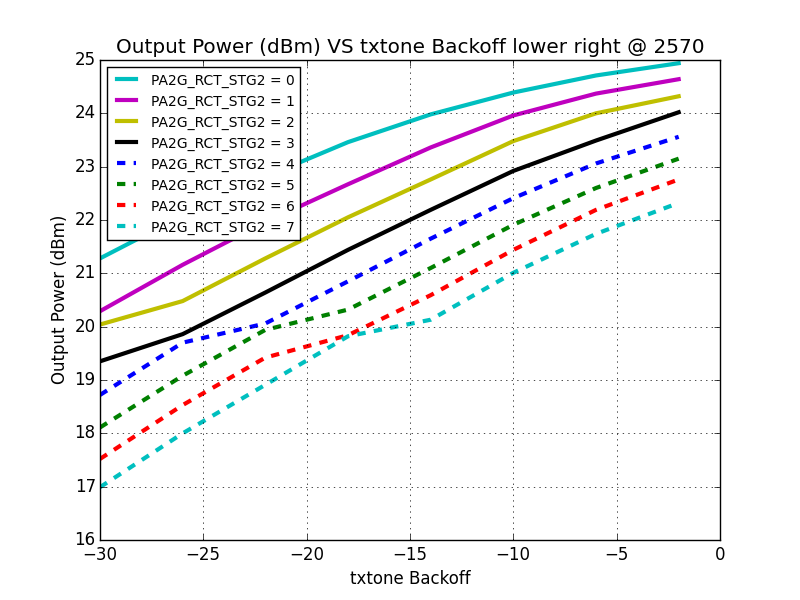 Output Power (dBm) VS txtone Backoff lower right @ 2570
25
24
23
22
21
20
19
18
17
16
Output Power (dBm)
PA2G_RCT_STG2 = 0
PA2G_RCT_STG2 = 1
PA2G_RCT_STG2 = 2
PA2G_RCT_STG2 = 3
PA2G_RCT_STG2 = 4
PA2G_RCT_STG2 = 5
PA2G_RCT_STG2 = 6
PA2G_RCT_STG2 = 7
−30 −25 −20 −15 −10 −5 0
txtone Backoff